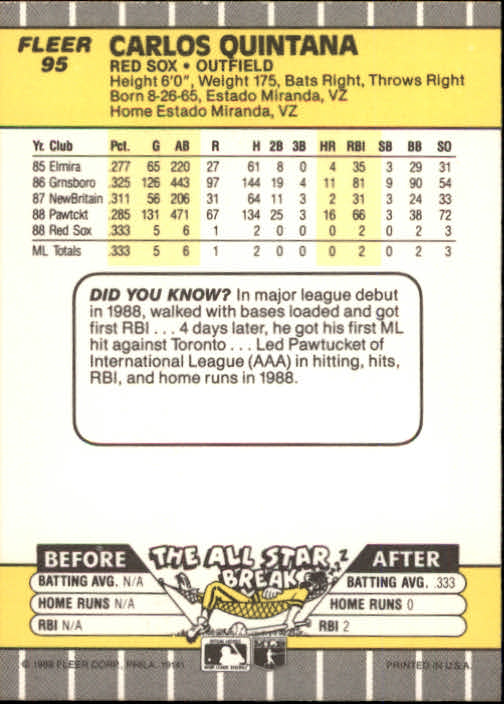 FLEER
95
CARLOS QUINTANA
RED SOX • OUTFIELD
Height 6'0", Weight 175, Bats Right, Throws Right
Born 8-26-65, Estado Miranda, VZ
Home Estado Miranda, VZ
Yr. Club Pct. G AB R H 2B 3B HR RBI SB BB SO
85 Elmira .277 65 220 27 61 8 0 4 35 3 29 31
86 Grnsboro .325 126 443 97 144 19 4 11 81 9 90 54
87 NewBritain .311 56 206 31 64 11 3 2 31 3 24 33
88 Pawtckt .285 131 471 67 134 25 3 16 66 3 38 72
88 Red Sox .333 5 6 1 2 0 0 0 2 0 2 3
ML Totals .333 5 6 1 2 0 0 0 2 0 2 3
DID YOU KNOW? In major league debut
in 1988, walked with bases loaded and got
first RBI . . . 4 days later, he got his first ML
hit against Toronto . . . Led Pawtucket of
International League (AAA) in hitting, hits,
RBI, and home runs in 1988.
BEFORE THE ALL STAR BREAK AFTER
BATTING AVG. N/A BATTING AVG. .333
HOME RUNS N/A HOME RUNS 0
RBI N/A RBI 2
© 1989 FLEER CORP., PHILA. 19141 PRINTED IN U.S.A.